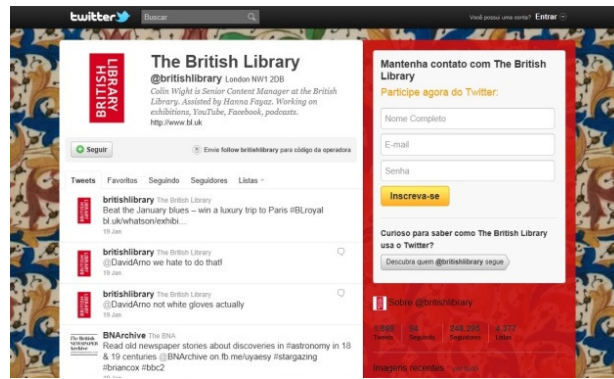 twitter
Buscar
Você possui uma conta? Entrar
BRITISH
LIBRARY
The British Library
@britishlibrary London NW1 2DB
Colin Wight is Senior Content Manager at the British
Library. Assisted by Hanna Fayaz. Working on
exhibitions, YouTube, Facebook, podcasts.
http://www.bl.uk
Seguir
Envie follow britishlibrary para código da operadora
Tweets Favoritos Seguindo Seguidores Listas
britishlibrary The British Library
Beat the January blues – win a luxury trip to Paris #BLroyal
bl.uk/whatson/exhibi…
19 Jan
britishlibrary The British Library
@DavidArno we hate to do that!
19 Jan
britishlibrary The British Library
@DavidArno not white gloves actually
19 Jan
The British
NEWSPAPER
Archive
BNArchive The BNA
Read old newspaper stories about discoveries in #astronomy in 18
& 19 centuries @BNArchive on.fb.me/uyaesy #stargazing
#briancox #bbc2
19 Jan
Mantenha contato com The British
Library
Participe agora do Twitter:
Nome Completo
E-mail
Senha
Inscreva-se
Curioso para saber como The British Library
usa o Twitter?
Descubra quem @britishlibrary segue
Sobre @britishlibrary
Tweets Seguindo Seguidores Listas
Imagens recentes